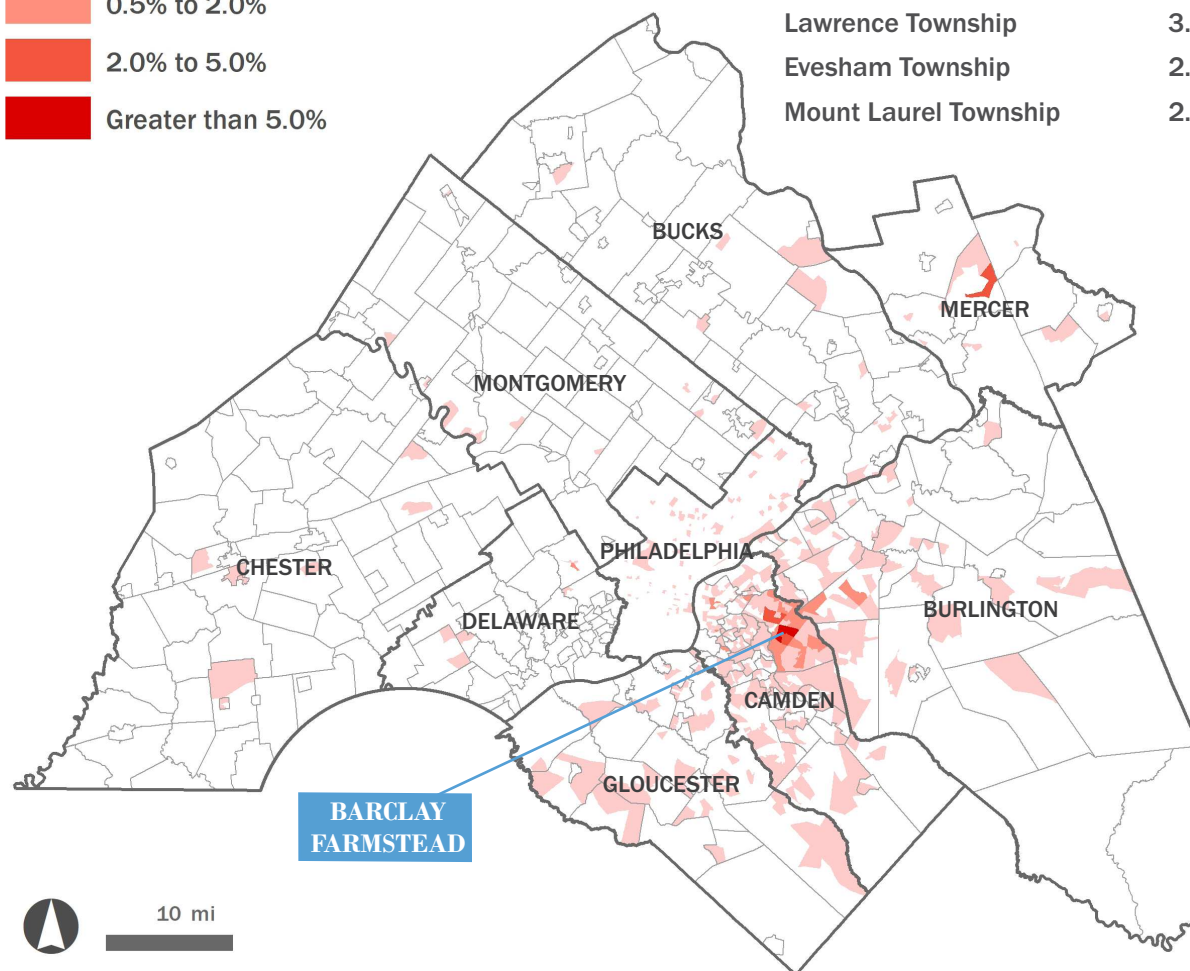 0.5% to 2.0%
2.0% to 5.0%
Greater than 5.0%
Lawrence Township 3.
Evesham Township 2.
Mount Laurel Township 2.
BUCKS
MERCER
MONTGOMERY
PHILADELPHIA
CHESTER
DELAWARE
BURLINGTON
CAMDEN
GLOUCESTER
BARCLAY
FARMSTEAD
10 mi